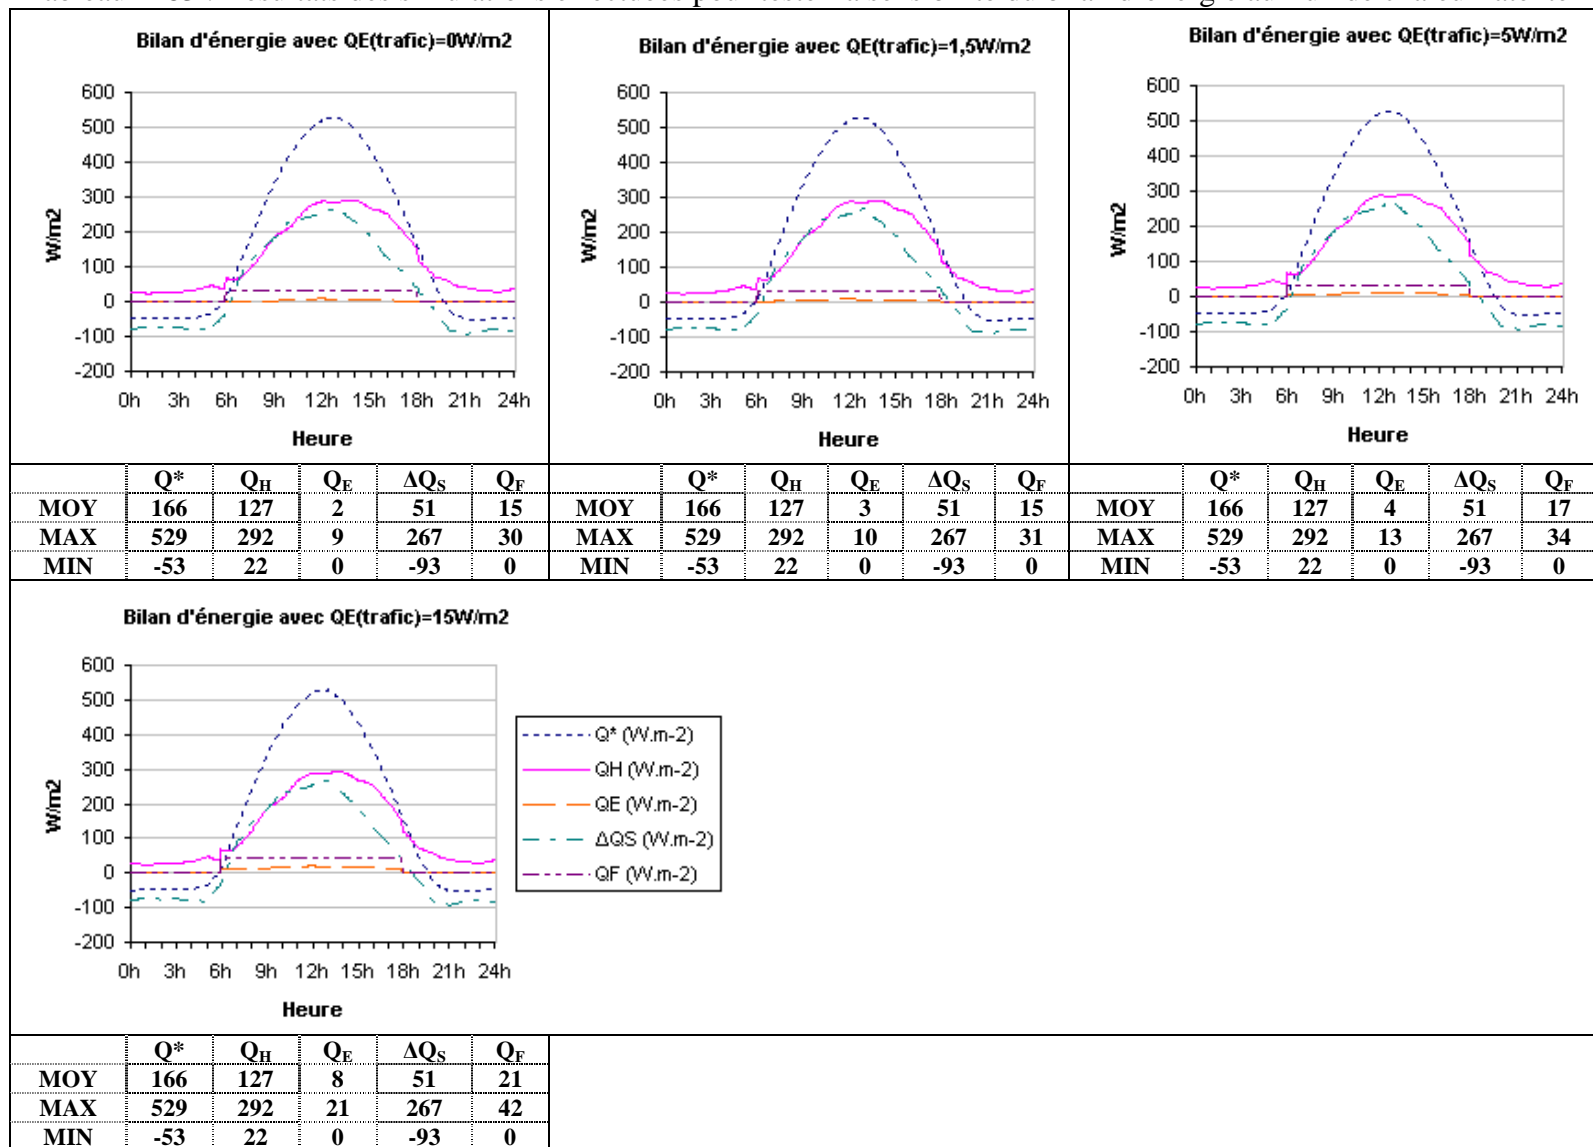 Bilan d'énergie avec QE(trafic)=0W/m2
600
500
400
300
200
100
0
-100
-200
W/m2
0h 3h 6h 9h 12h 15h 18h 21h 24h
Heure
Q* QH QE ΔQS QF
MOY 166 127 2 51 15
MAX 529 292 9 267 30
MIN -53 22 0 -93 0
Bilan d'énergie avec QE(trafic)=1,5W/m2
600
500
400
300
200
100
0
-100
-200
W/m2
0h 3h 6h 9h 12h 15h 18h 21h 24h
Heure
Q* QH QE ΔQS QF
MOY 166 127 3 51 15
MAX 529 292 10 267 31
MIN -53 22 0 -93 0
Bilan d'énergie avec QE(trafic)=5W/m2
600
500
400
300
200
100
0
-100
-200
W/m2
0h 3h 6h 9h 12h 15h 18h 21h 24h
Heure
Q* QH QE ΔQS QF
MOY 166 127 4 51 17
MAX 529 292 13 267 34
MIN -53 22 0 -93 0
Bilan d'énergie avec QE(trafic)=15W/m2
600
500
400
300
200
100
0
-100
-200
W/m2
0h 3h 6h 9h 12h 15h 18h 21h 24h
Heure
Q* (W.m-2)
QH (W.m-2)
QE (W.m-2)
ΔQS (W.m-2)
QF (W.m-2)
Q* QH QE ΔQS QF
MOY 166 127 8 51 21
MAX 529 292 21 267 42
MIN -53 22 0 -93 0